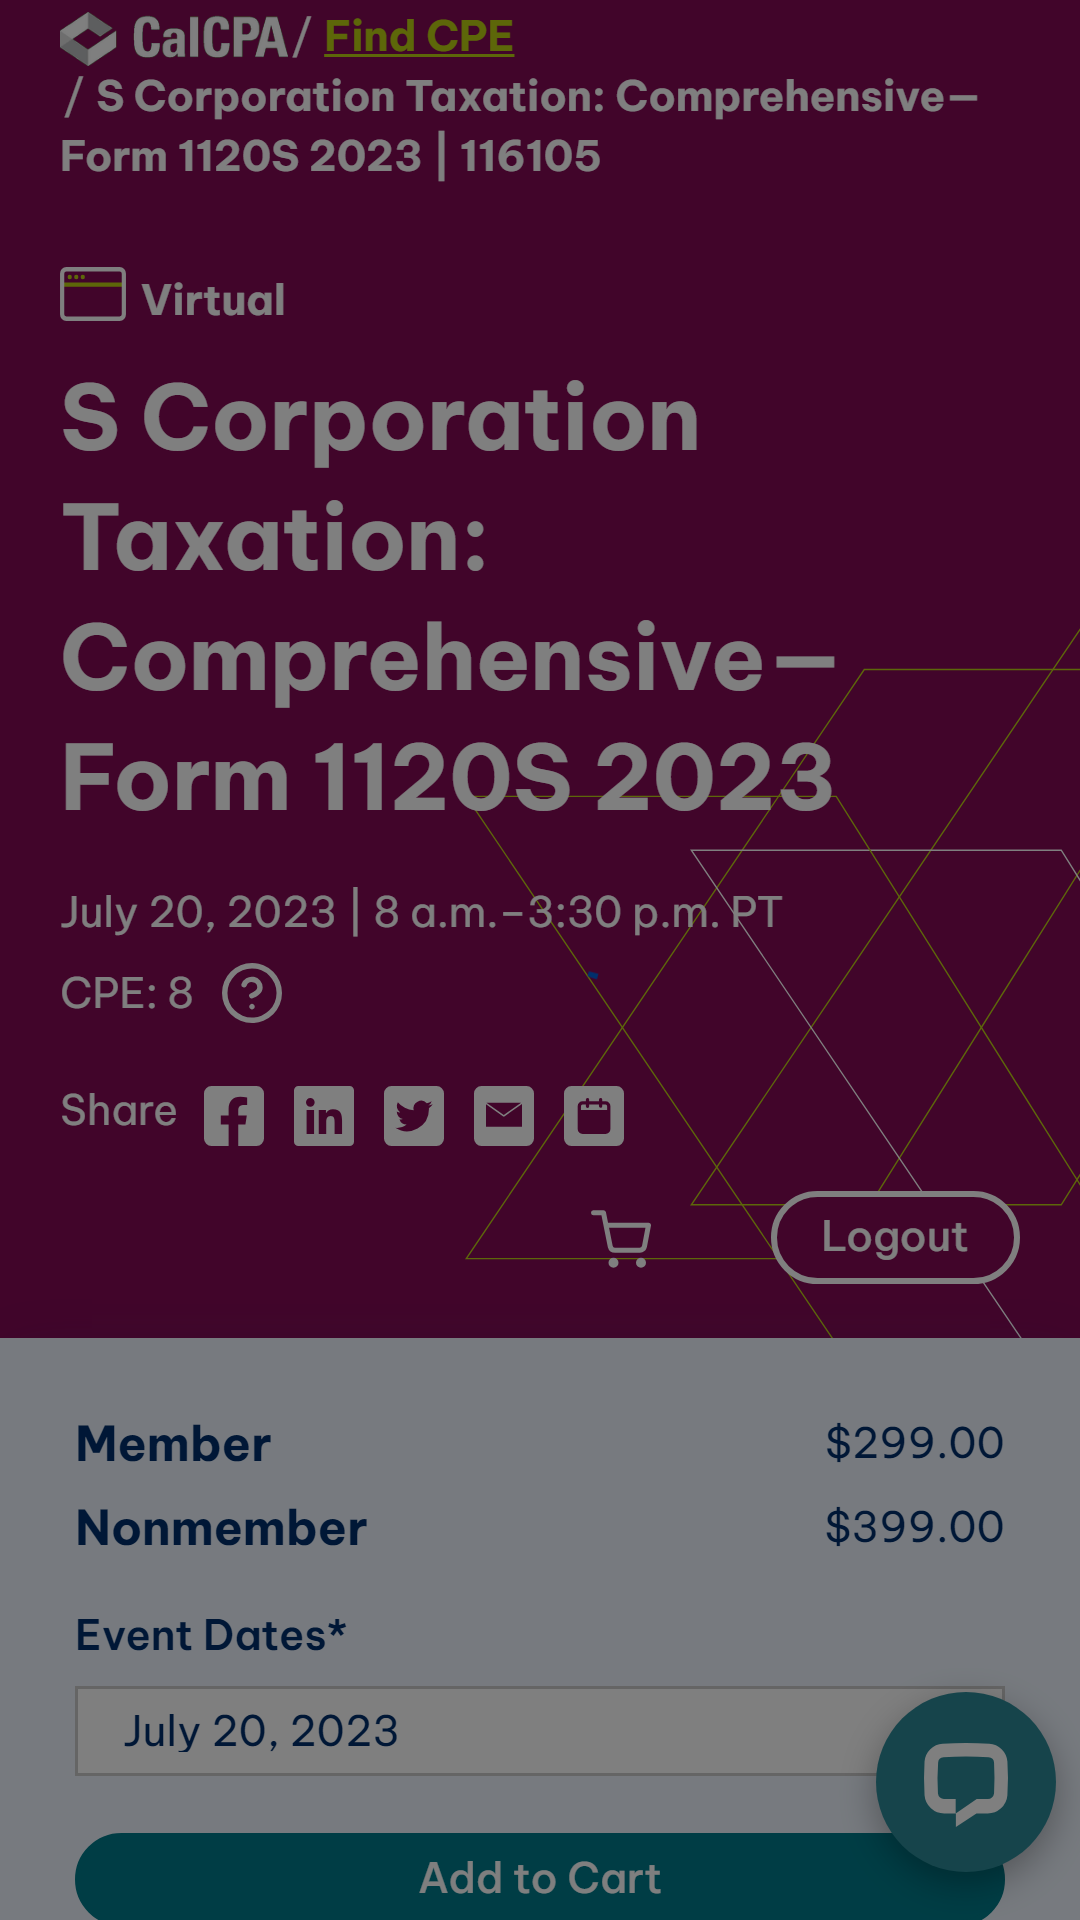 CalCPA/ Find CPE
/ S Corporation Taxation: Comprehensive—
Form 1120S 2023 | 116105
Virtual
S Corporation
Taxation:
Comprehensive—
Form 1120S 2023
July 20, 2023 | 8 a.m.–3:30 p.m. PT
CPE: 8 ?
Share
Logout
Member $299.00
Nonmember $399.00
Event Dates*
July 20, 2023
Add to Cart